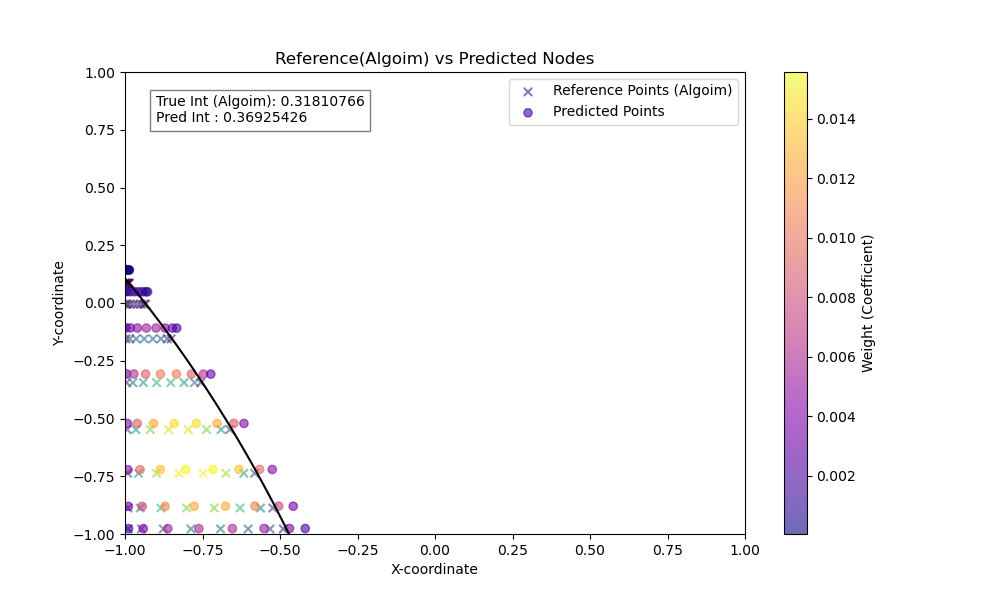 Reference(Algoim) vs Predicted Nodes
True Int (Algoim): 0.31810766
Pred Int : 0.36925426
Reference Points (Algoim)
Predicted Points
1.00
0.75
0.50
0.25
0.00
−0.25
−0.50
−0.75
−1.00
Y-coordinate
−1.00 −0.75 −0.50 −0.25 0.00 0.25 0.50 0.75 1.00
X-coordinate
0.014
0.012
0.010
0.008
0.006
0.004
0.002
Weight (Coefficient)